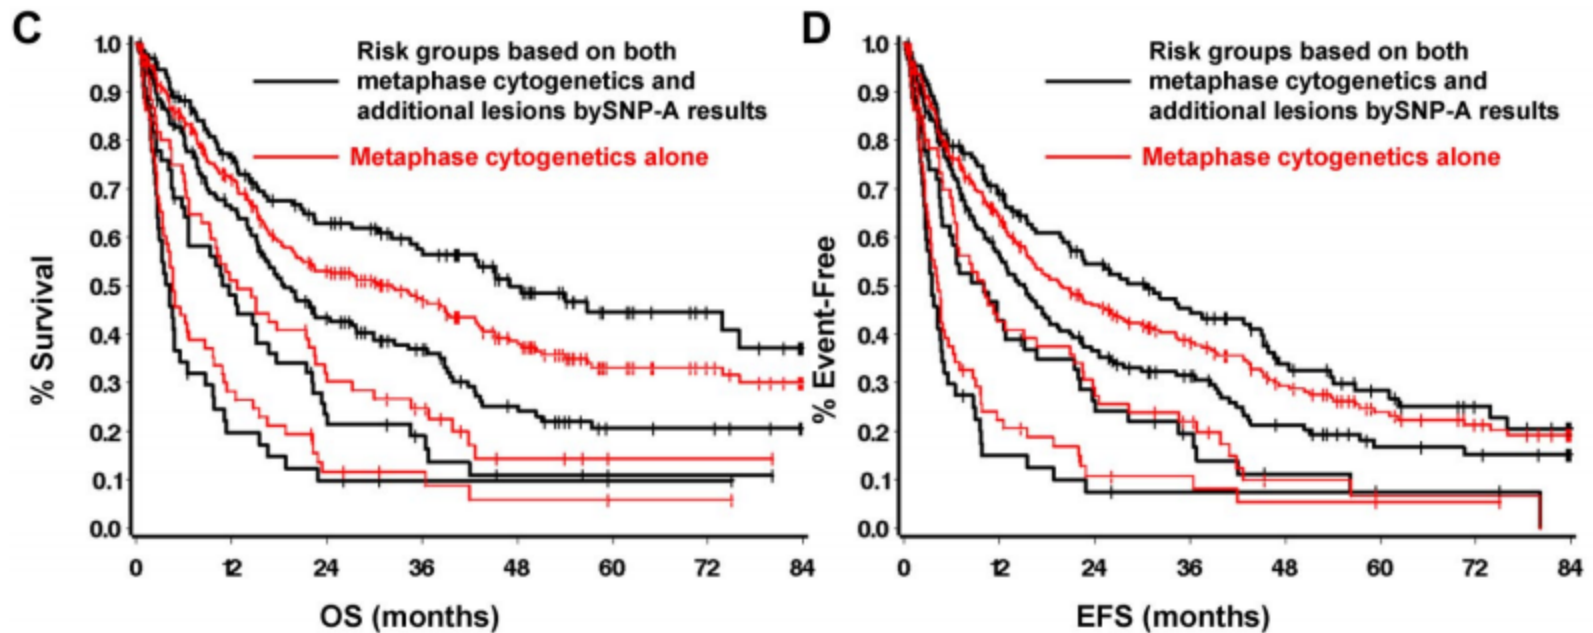 C
Risk groups based on both
metaphase cytogenetics and
additional lesions bySNP-A results
Metaphase cytogenetics alone
% Survival
1.0
0.9
0.8
0.7
0.6
0.5
0.4
0.3
0.2
0.1
0.0
0 12 24 36 48 60 72 84
OS (months)
D
Risk groups based on both
metaphase cytogenetics and
additional lesions bySNP-A results
Metaphase cytogenetics alone
% Event-Free
1.0
0.9
0.8
0.7
0.6
0.5
0.4
0.3
0.2
0.1
0.0
0 12 24 36 48 60 72 84
EFS (months)